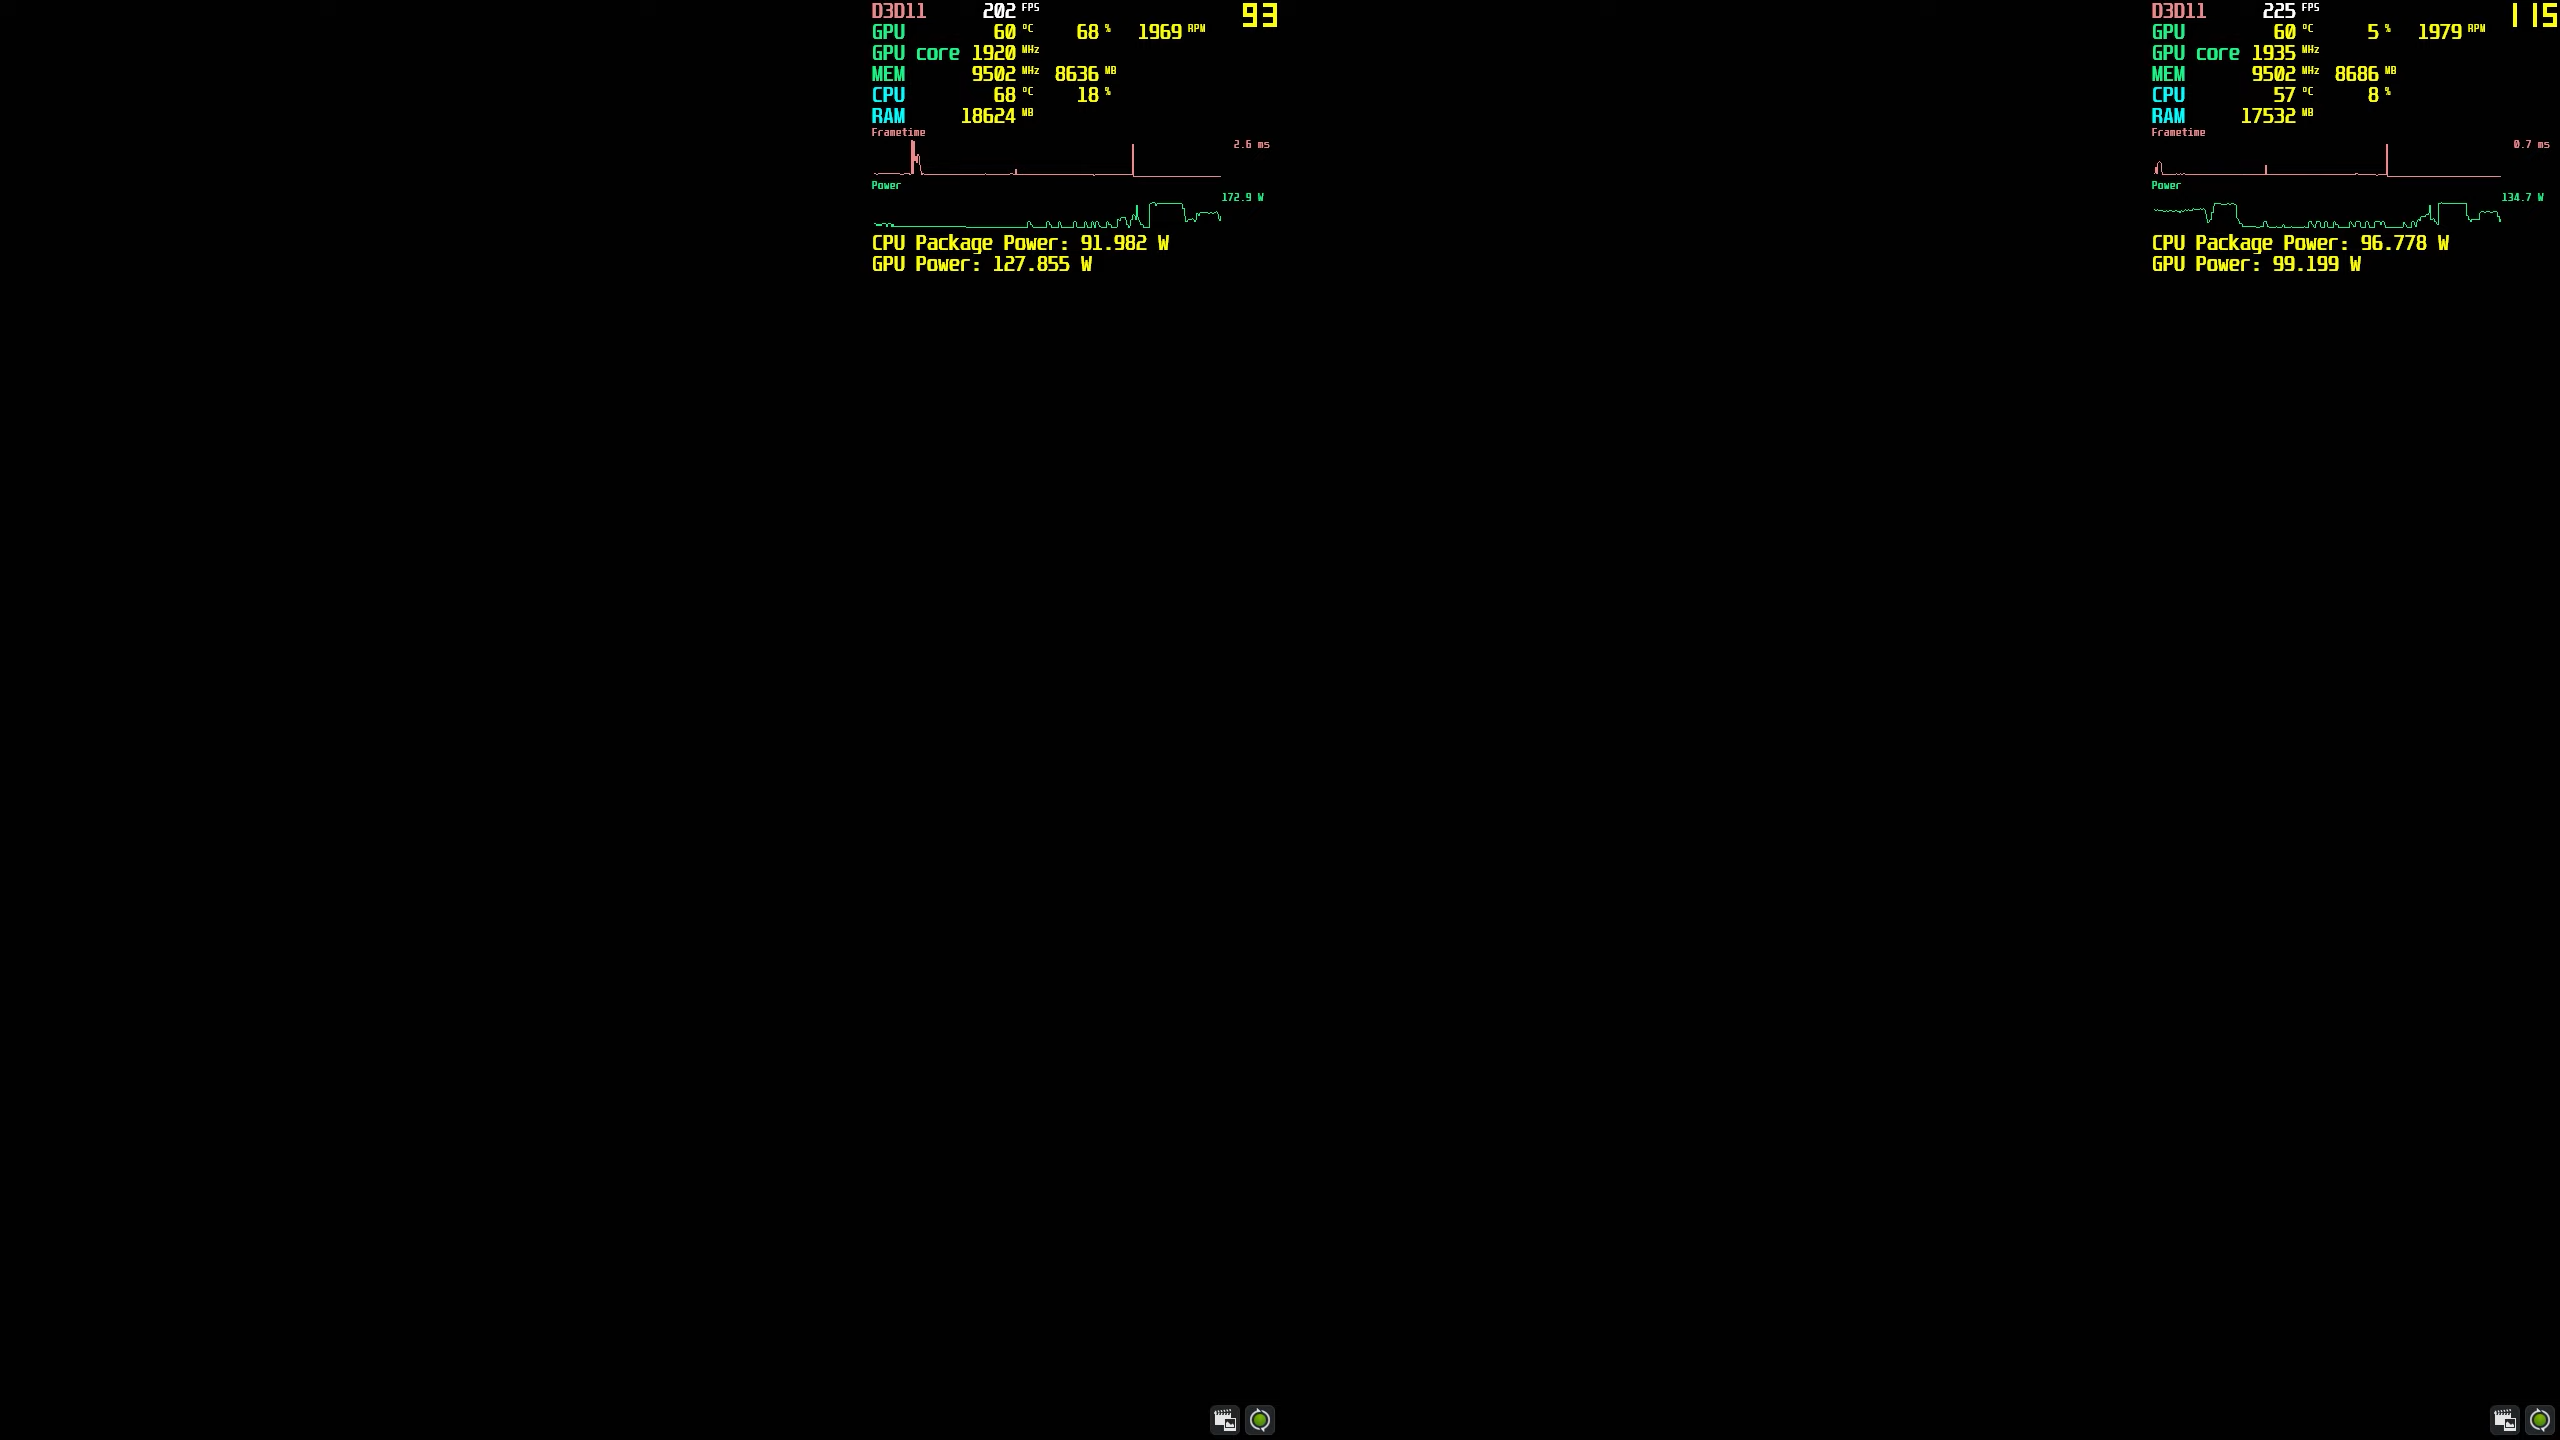 D3D11 202 FPS 93
GPU 60 °C 68 % 1969 RPM
GPU core 1920 MHz
MEM 9502 MHz 8636 MB
CPU 68 °C 18 %
RAM 18624 MB
Frametime
2.6 ms
Power
172.9 W
CPU Package Power: 91.982 W
GPU Power: 127.855 W
D3D11 225 FPS 115
GPU 60 °C 5 % 1979 RPM
GPU core 1935 MHz
MEM 9502 MHz 8686 MB
CPU 57 °C 8 %
RAM 17532 MB
Frametime
0.7 ms
Power
134.7 W
CPU Package Power: 96.778 W
GPU Power: 99.199 W